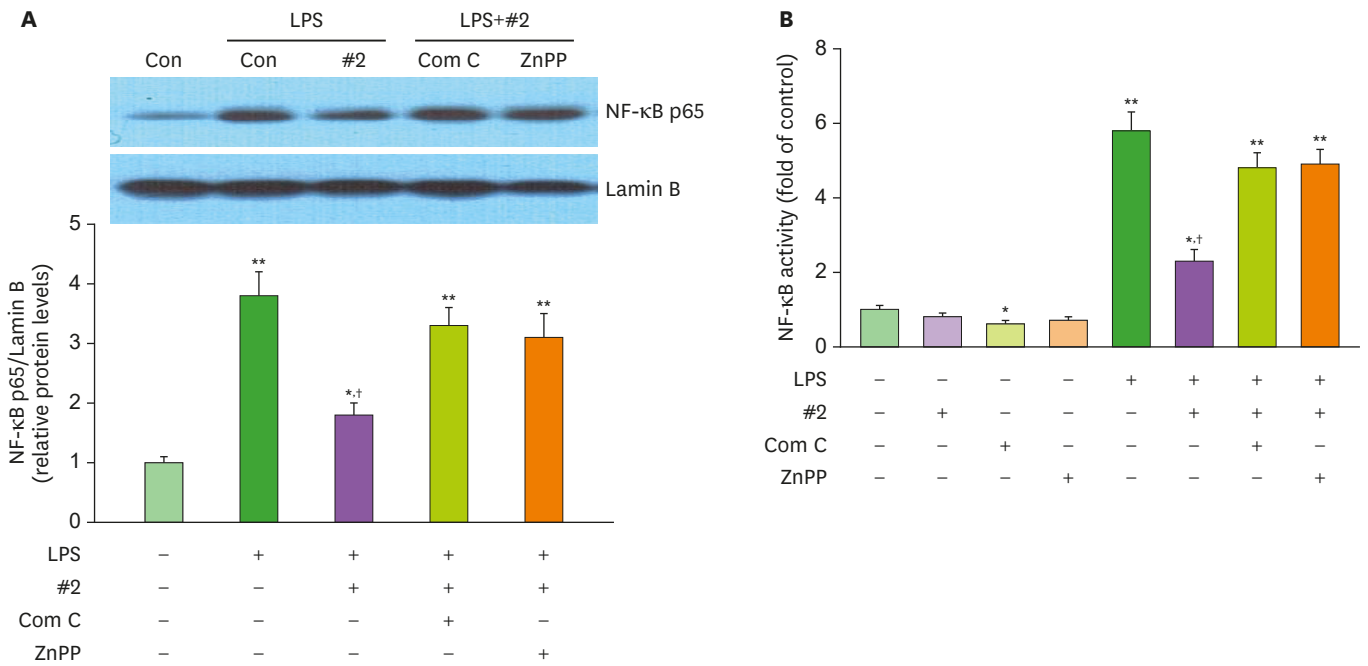 A
LPS LPS+#2
Con Con #2 Com C ZnPP
NF-κB p65
Lamin B
NF-κB p65/Lamin B
(relative protein levels)
5
4
3
2
1
0
**
*,†
**
**
LPS – + + + +
#2 – – + + +
Com C – – – + –
ZnPP – – – – +
B
NF-κB activity (fold of control)
8
6
4
2
0
*
**
*,†
**
**
LPS – – – – + + + +
#2 – + – – – + + +
Com C – – + – – – + –
ZnPP – – – + – – – +